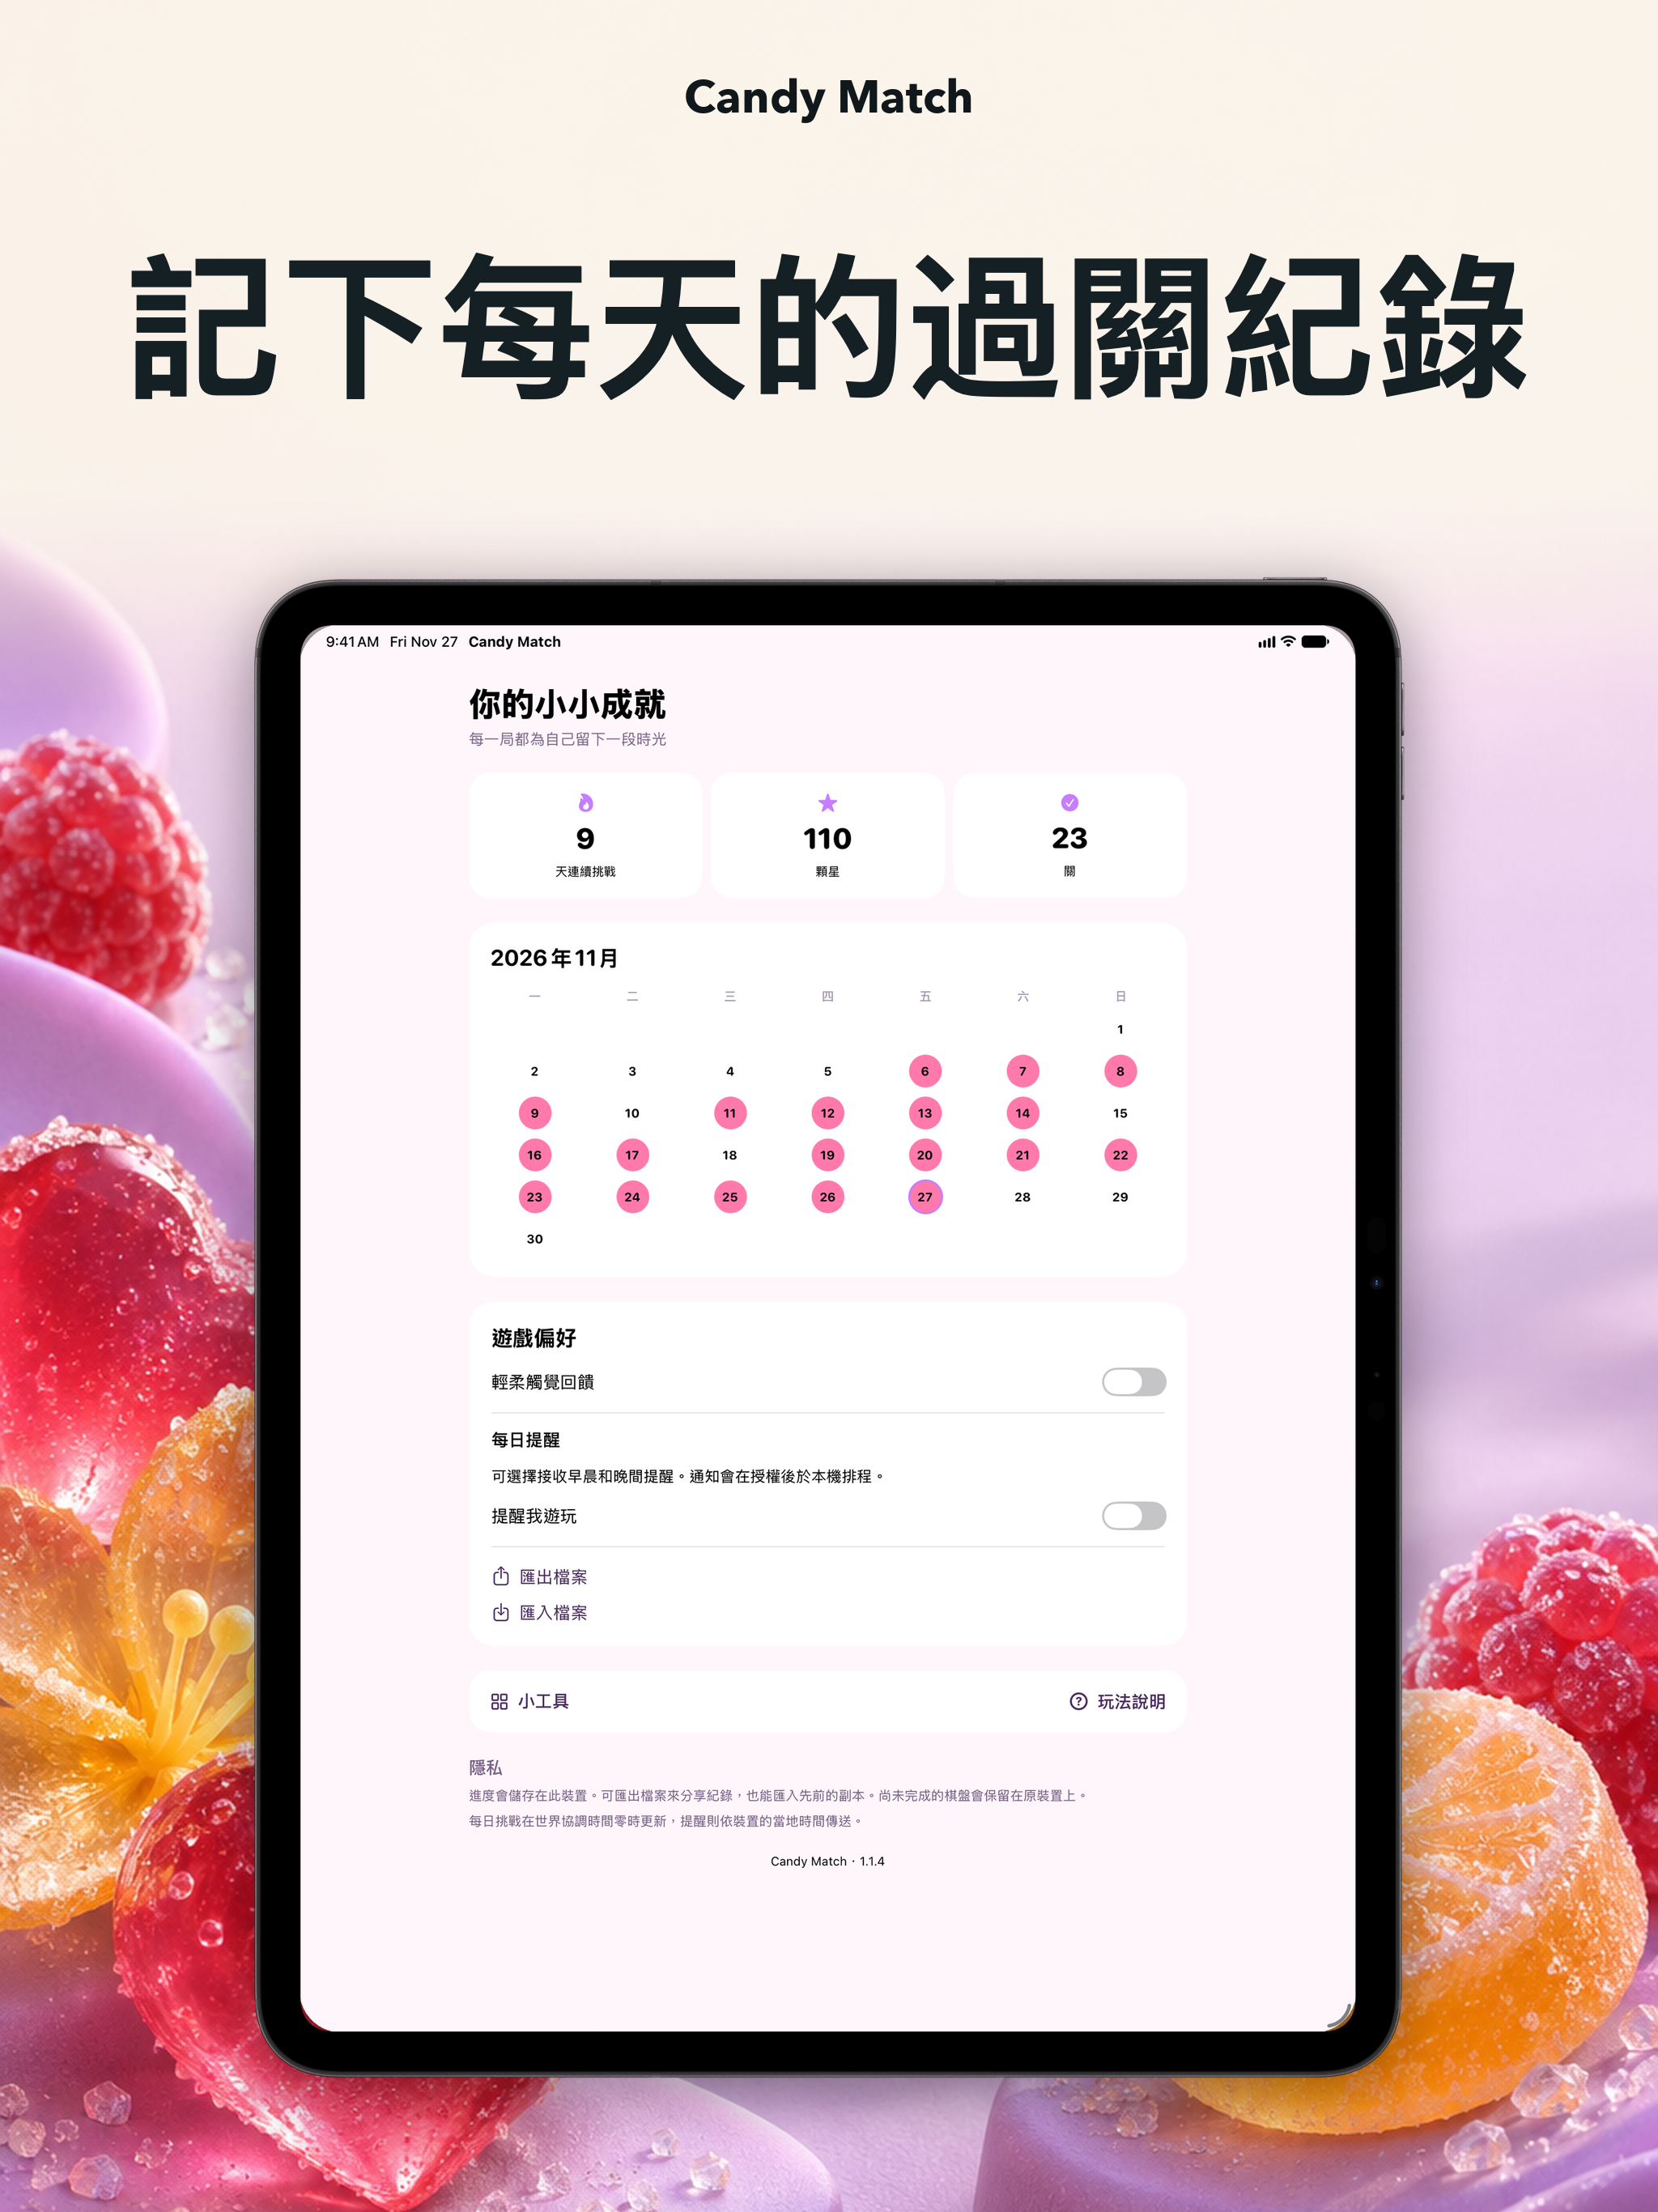 Candy Match
記下每天的過關紀錄
9:41 AM Fri Nov 27 Candy Match
你的小小成就
每一局都為自己留下一段時光
9 110 23
天連續挑戰 顆星 關
2026 年 11月
一 二 三 四 五 六 日
1
2 3 4 5 6 7 8
9 10 11 12 13 14 15
16 17 18 19 20 21 22
23 24 25 26 27 28 29
30
遊戲偏好
輕柔觸覺回饋
每日提醒
可選擇接收早晨和晚間提醒。通知會在授權後於本機排程。
提醒我遊玩
匯出檔案
匯入檔案
小工具 玩法說明
隱私
進度會儲存在此裝置。可匯出檔案來分享紀錄，也能匯入先前的副本。尚未完成的棋盤會保留在原裝置上。
每日挑戰在世界協調時間零時更新，提醒則依裝置的當地時間傳送。
Candy Match · 1.1.4